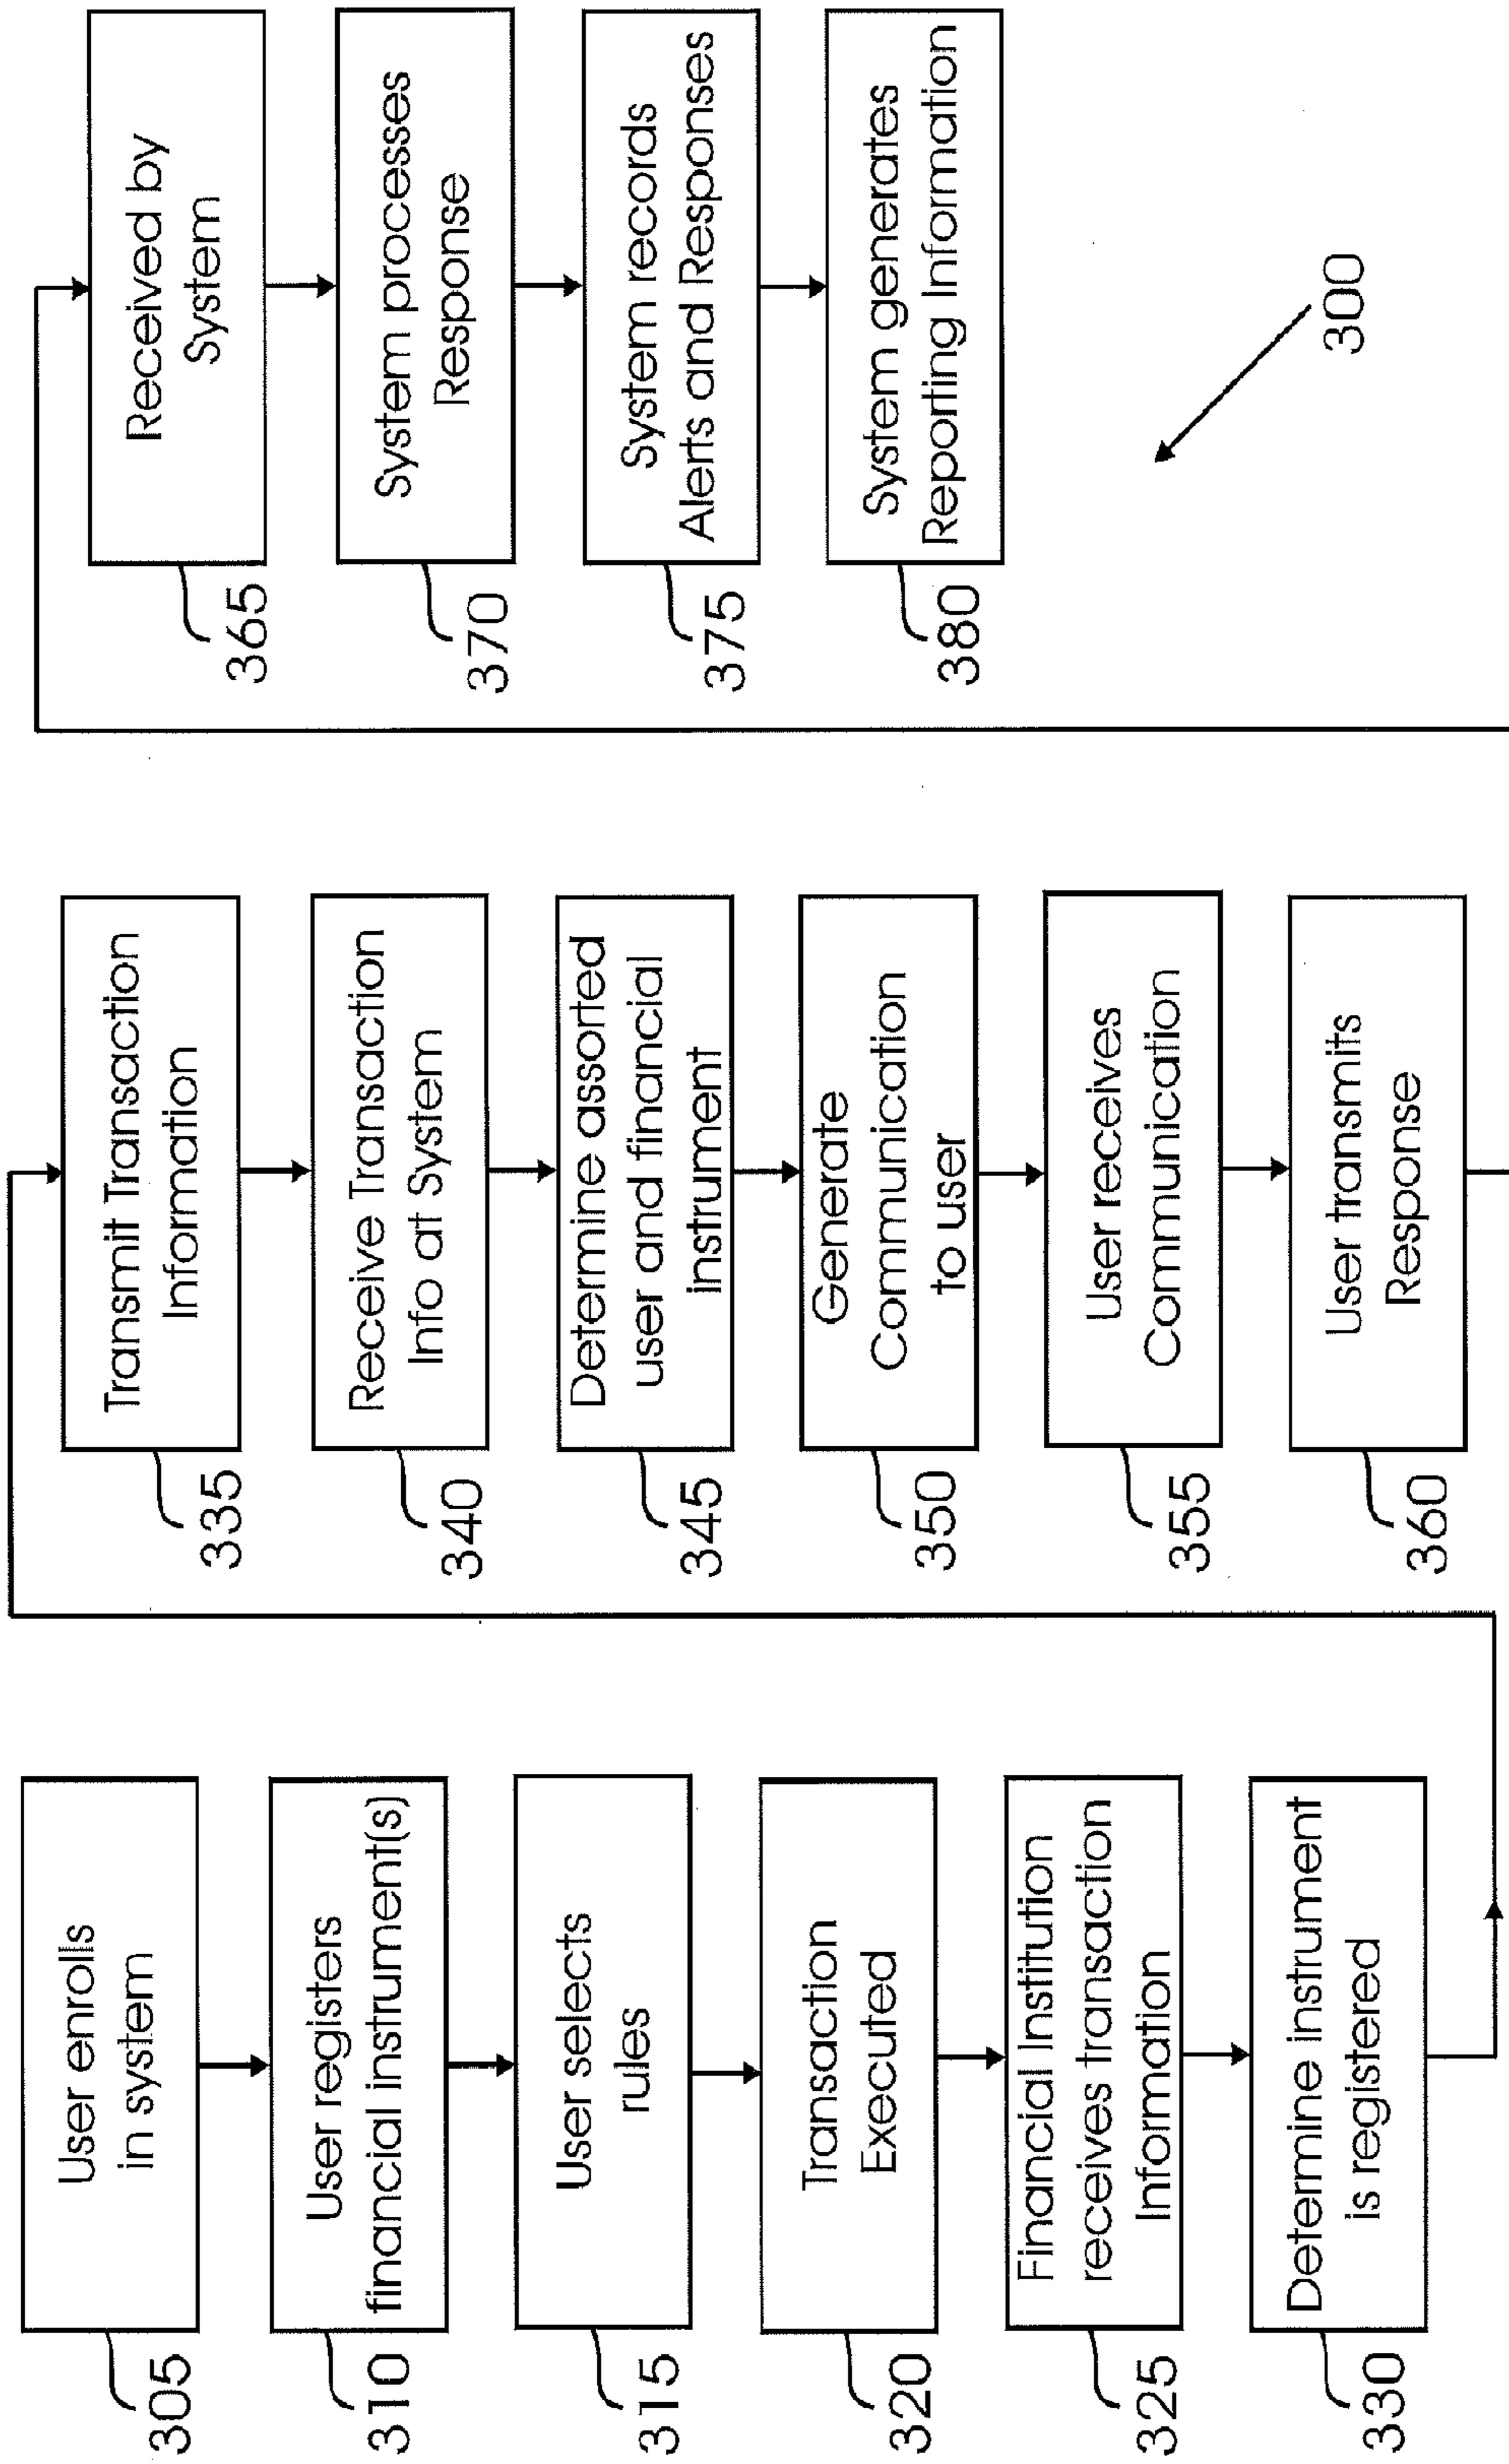 305
User enrolls
in system
310
User registers
financial instrument(s)
315
User selects
rules
320
Transaction
Executed
325
Financial Institution
receives transaction
Information
330
Determine instrument
is registered
335
Transmit Transaction
Information
340
Receive Transaction
Info at System
345
Determine assorted
user and financial
instrument
350
Generate
Communication
to user
355
User receives
Communication
360
User transmits
Response
365
Received by
System
370
System processes
Response
375
System records
Alerts and Responses
380
System generates
Reporting Information
300